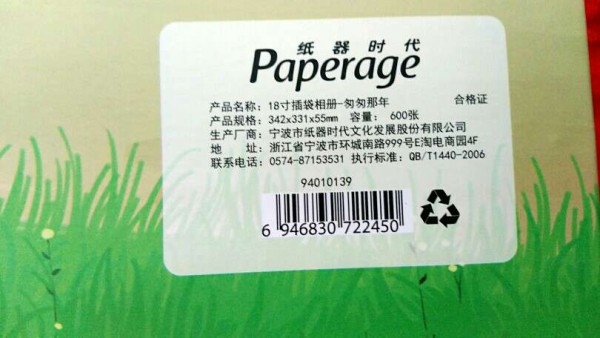 纸器时代
Paperage
产品名称：18寸插袋相册-匆匆那年 合格证
产品规格：342x331x55mm 容量： 600张
生产厂商：宁波市纸器时代文化发展股份有限公司
地 址：浙江省宁波市环城南路999号E淘电商园4F
联系电话：0574-87153531 执行标准：QB/T1440-2006
94010139
6 946830 722450